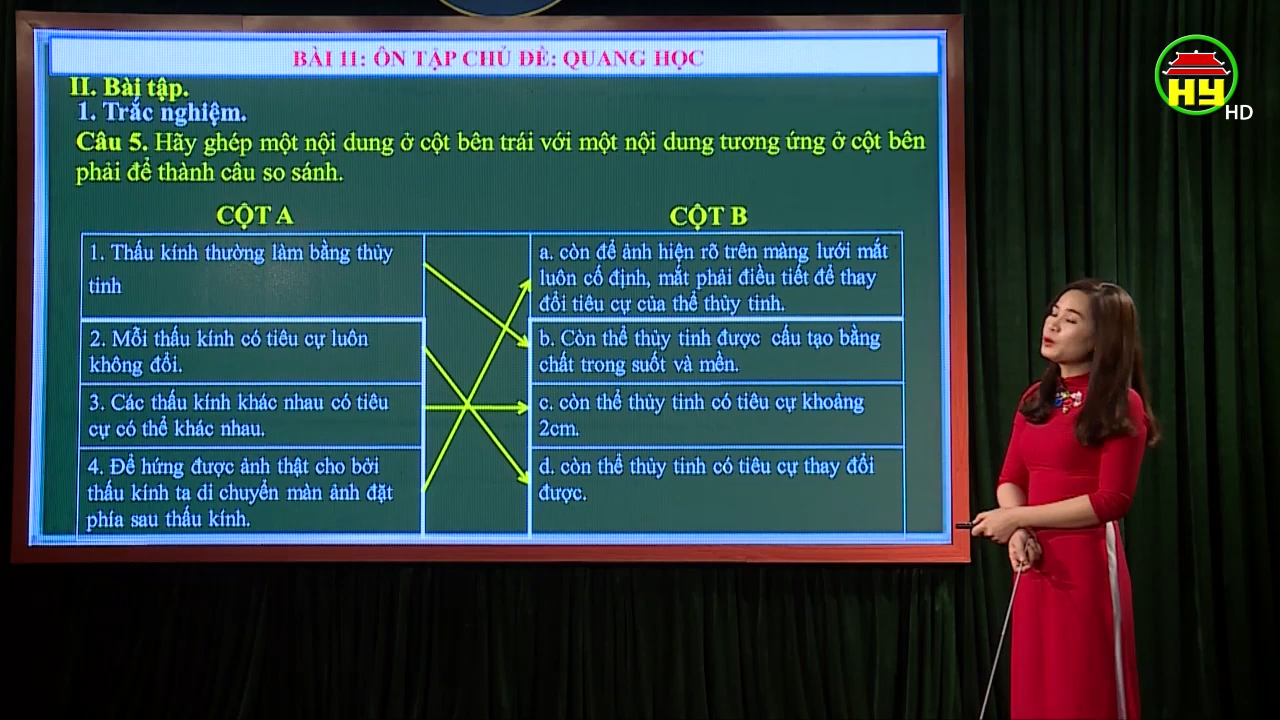 BÀI 11: ÔN TẬP CHỦ ĐỀ: QUANG HỌC
II. Bài tập.
1. Trắc nghiệm.
Câu 5. Hãy ghép một nội dung ở cột bên trái với một nội dung tương ứng ở cột bên
phải để thành câu so sánh.
CỘT A
1. Thấu kính thường làm bằng thủy
tinh
2. Mỗi thấu kính có tiêu cự luôn
không đổi.
3. Các thấu kính khác nhau có tiêu
cự có thể khác nhau.
4. Để hứng được ảnh thật cho bởi
thấu kính ta di chuyển màn ảnh đặt
phía sau thấu kính.
CỘT B
a. còn để ảnh hiện rõ trên màng lưới mắt
luôn cố định, mắt phải điều tiết để thay
đổi tiêu cự của thể thủy tinh.
b. Còn thể thủy tinh được cấu tạo bằng
chất trong suốt và mền.
c. còn thể thủy tinh có tiêu cự khoảng
2cm.
d. còn thể thủy tinh có tiêu cự thay đổi
được.
HY
HD